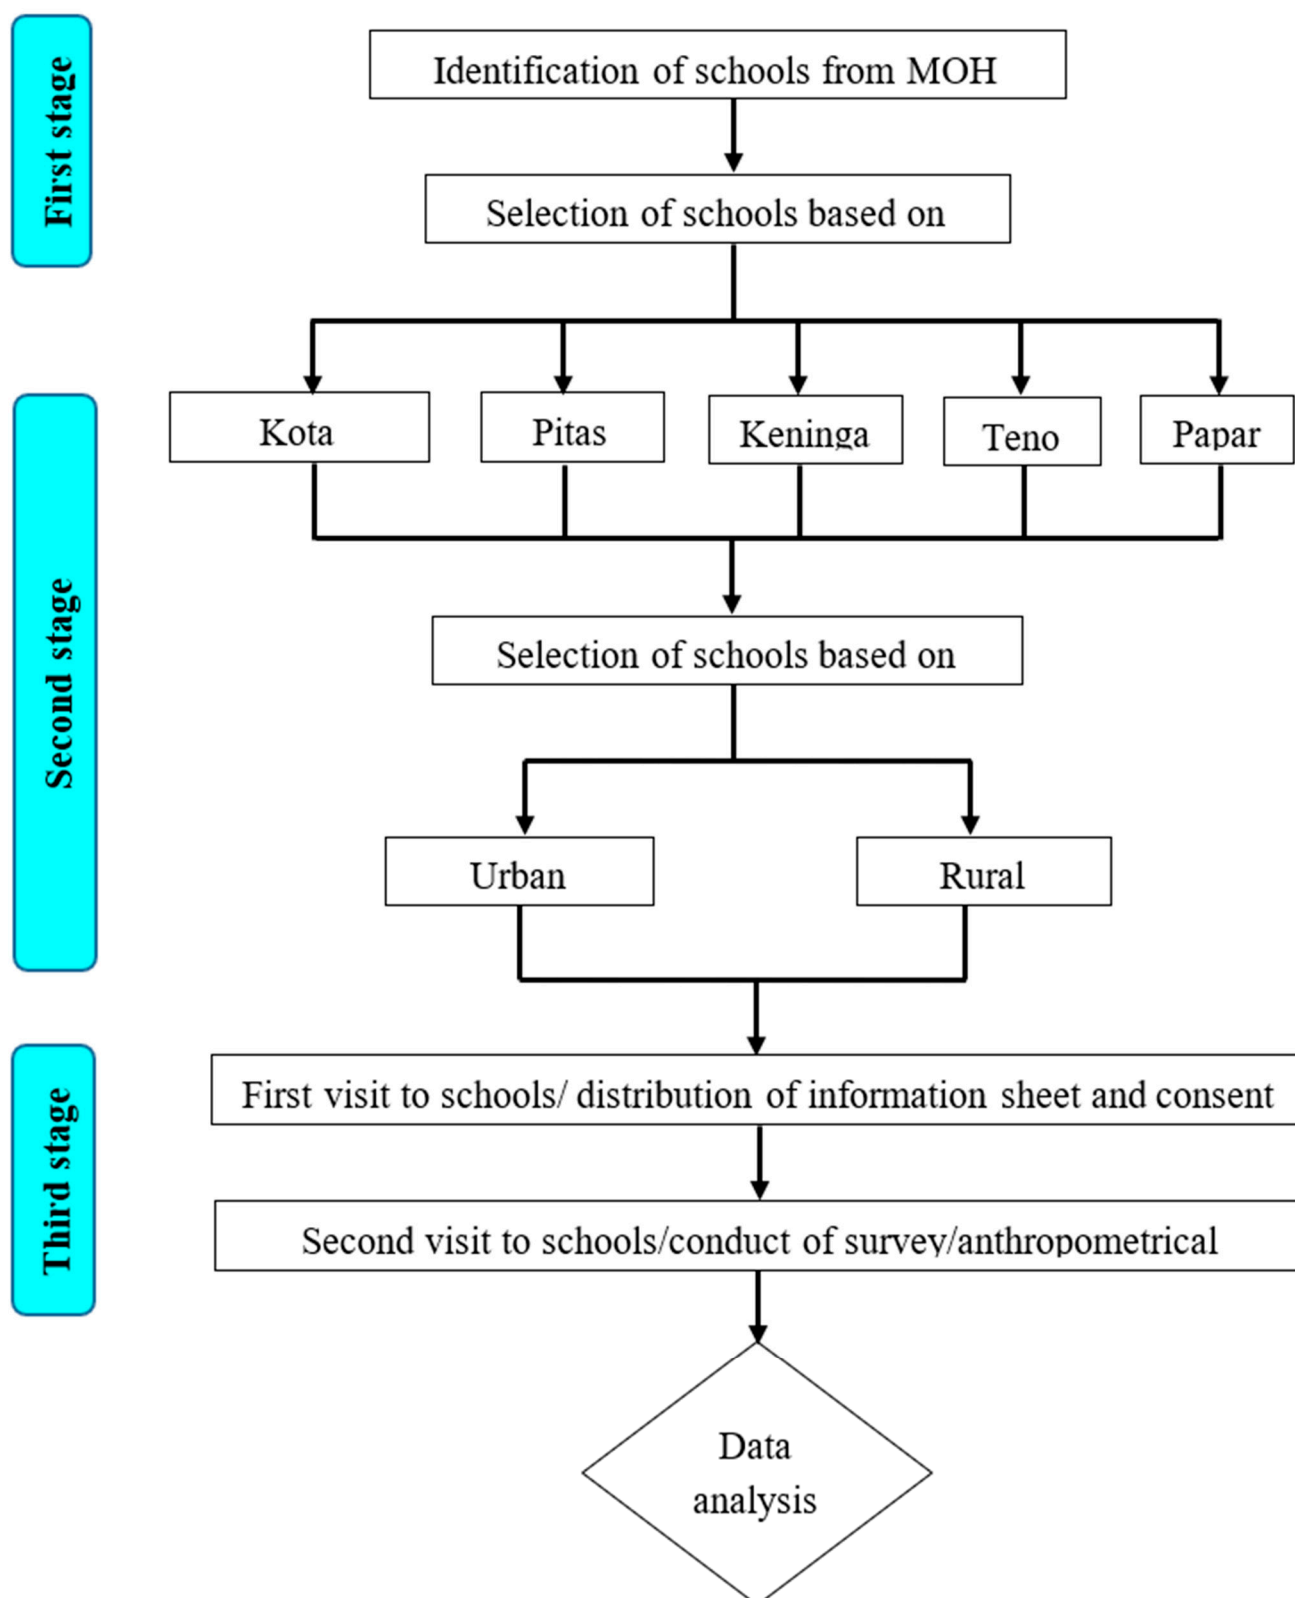 First stage
Identification of schools from MOH
Selection of schools based on
Second stage
Kota
Pitas
Keninga
Teno
Papar
Selection of schools based on
Urban
Rural
Third stage
First visit to schools/ distribution of information sheet and consent
Second visit to schools/conduct of survey/anthropometrical
Data
analysis